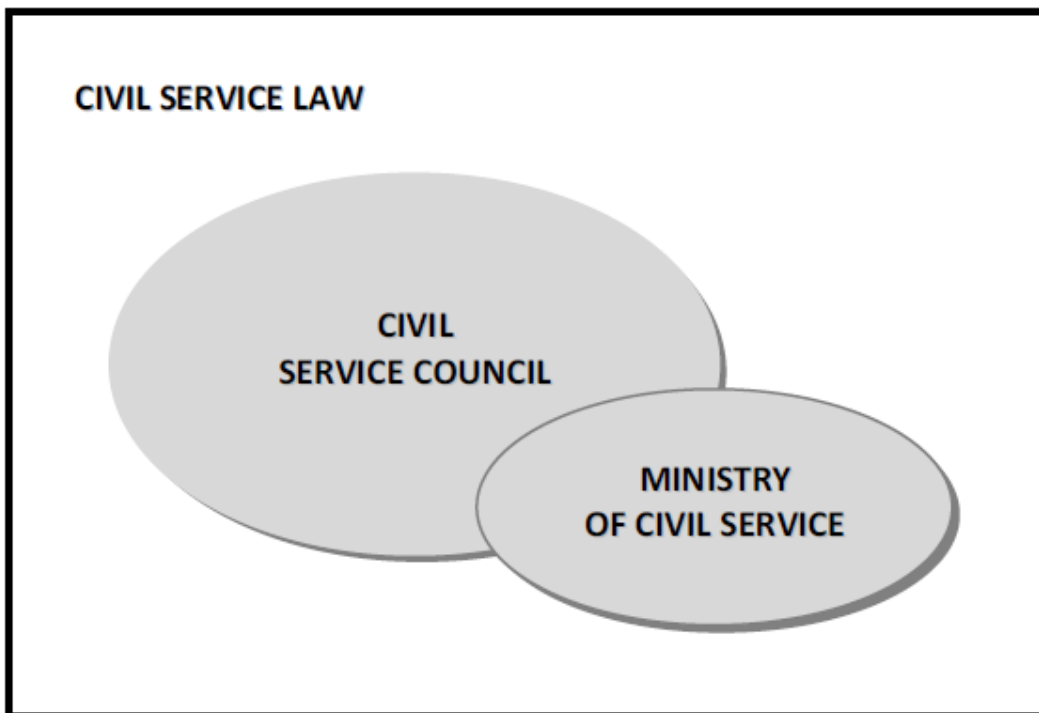 CIVIL SERVICE LAW
CIVIL
SERVICE COUNCIL
MINISTRY
OF CIVIL SERVICE